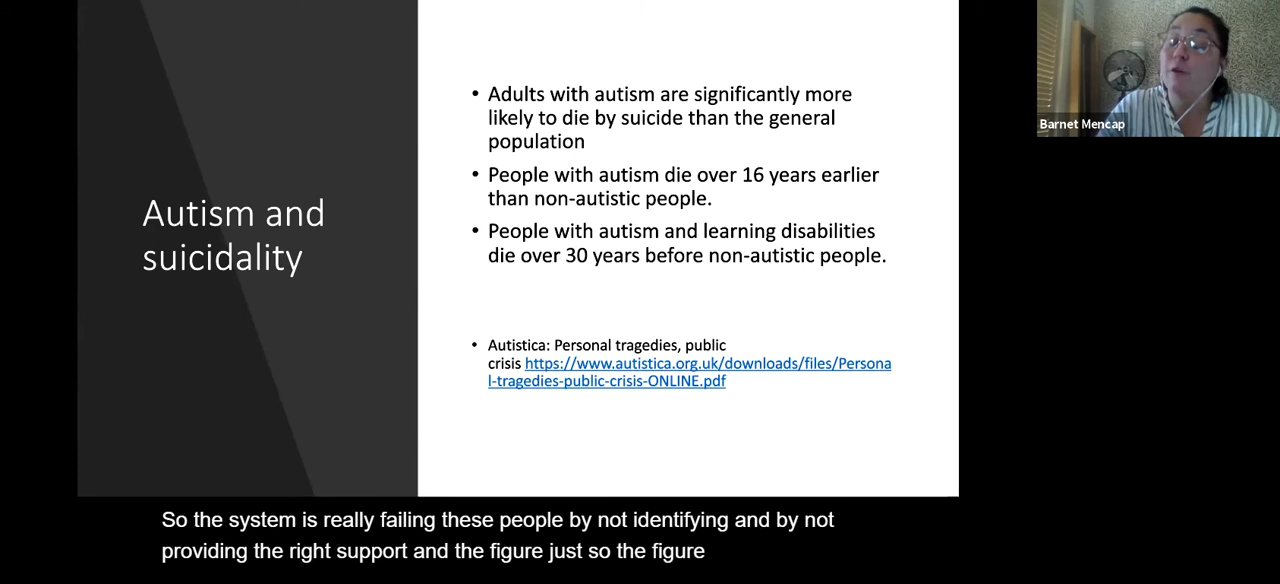 Autism and
suicidality
• Adults with autism are significantly more
likely to die by suicide than the general
population
• People with autism die over 16 years earlier
than non-autistic people.
• People with autism and learning disabilities
die over 30 years before non-autistic people.
• Autistica: Personal tragedies, public
crisis https://www.autistica.org.uk/downloads/files/Persona
l-tragedies-public-crisis-ONLINE.pdf
Barnet Mencap
So the system is really failing these people by not identifying and by not
providing the right support and the figure just so the figure